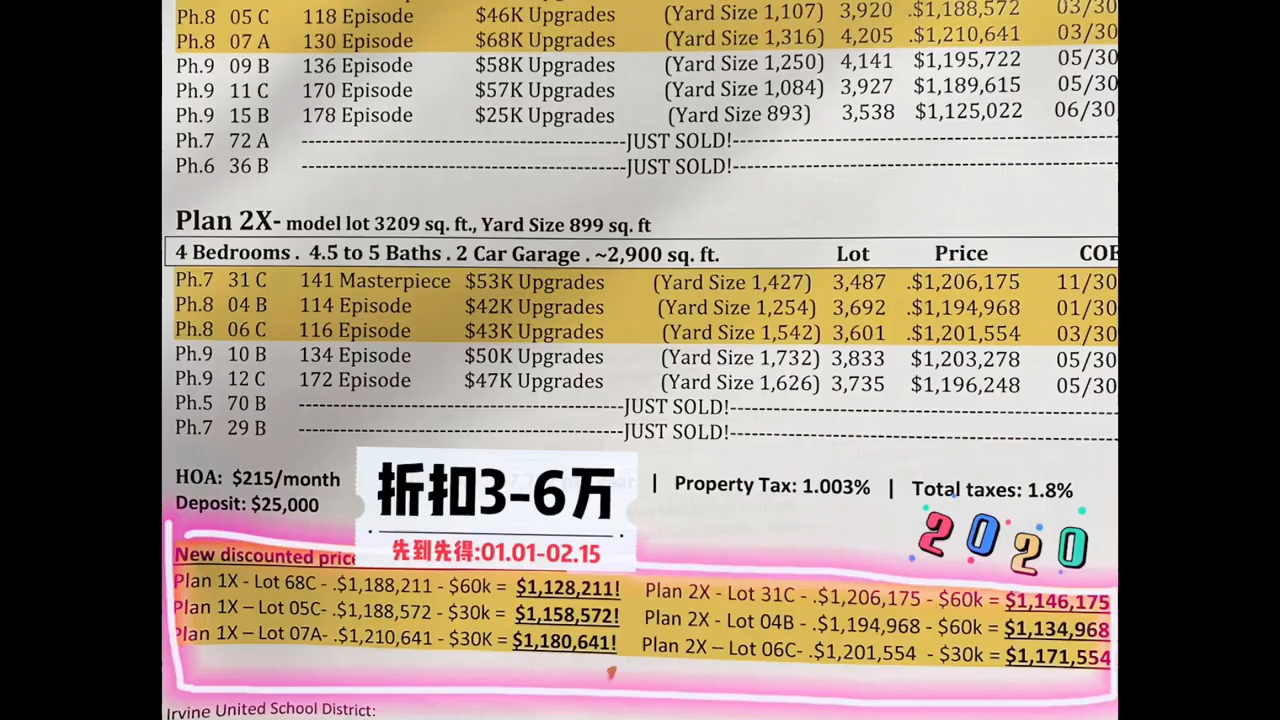 Ph.8 05 C 118 Episode $46K Upgrades (Yard Size 1,107) 3,920 .$1,188,572 03/30
Ph.8 07 A 130 Episode $68K Upgrades (Yard Size 1,316) 4,205 .$1,210,641 03/30
Ph.9 09 B 136 Episode $58K Upgrades (Yard Size 1,250) 4,141 $1,195,722 05/30
Ph.9 11 C 170 Episode $57K Upgrades (Yard Size 1,084) 3,927 $1,189,615 05/30
Ph.9 15 B 178 Episode $25K Upgrades (Yard Size 893) 3,538 $1,125,022 06/30
Ph.7 72 A ----------------------------------------JUST SOLD!----------------------------------------
Ph.6 36 B ----------------------------------------JUST SOLD!----------------------------------------
Plan 2X- model lot 3209 sq. ft., Yard Size 899 sq. ft
4 Bedrooms . 4.5 to 5 Baths . 2 Car Garage . ~2,900 sq. ft. Lot Price COE
Ph.7 31 C 141 Masterpiece $53K Upgrades (Yard Size 1,427) 3,487 .$1,206,175 11/30
Ph.8 04 B 114 Episode $42K Upgrades (Yard Size 1,254) 3,692 .$1,194,968 01/30
Ph.8 06 C 116 Episode $43K Upgrades (Yard Size 1,542) 3,601 .$1,201,554 03/30
Ph.9 10 B 134 Episode $50K Upgrades (Yard Size 1,732) 3,833 $1,203,278 05/30
Ph.9 12 C 172 Episode $47K Upgrades (Yard Size 1,626) 3,735 $1,196,248 05/30
Ph.5 70 B ----------------------------------------JUST SOLD!----------------------------------------
Ph.7 29 B ----------------------------------------JUST SOLD!----------------------------------------
HOA: $215/month | Property Tax: 1.003% | Total taxes: 1.8%
Deposit: $25,000
折扣3-6万
先到先得:01.01-02.15
2020
New discounted price
Plan 1X - Lot 68C - .$1,188,211 - $60k = $1,128,211! Plan 2X - Lot 31C - .$1,206,175 - $60k = $1,146,175
Plan 1X – Lot 05C- .$1,188,572 - $30k = $1,158,572! Plan 2X - Lot 04B - .$1,194,968 - $60k = $1,134,968
Plan 1X – Lot 07A- .$1,210,641 - $30K = $1,180,641! Plan 2X – Lot 06C- .$1,201,554 - $30k = $1,171,554
Irvine United School District: